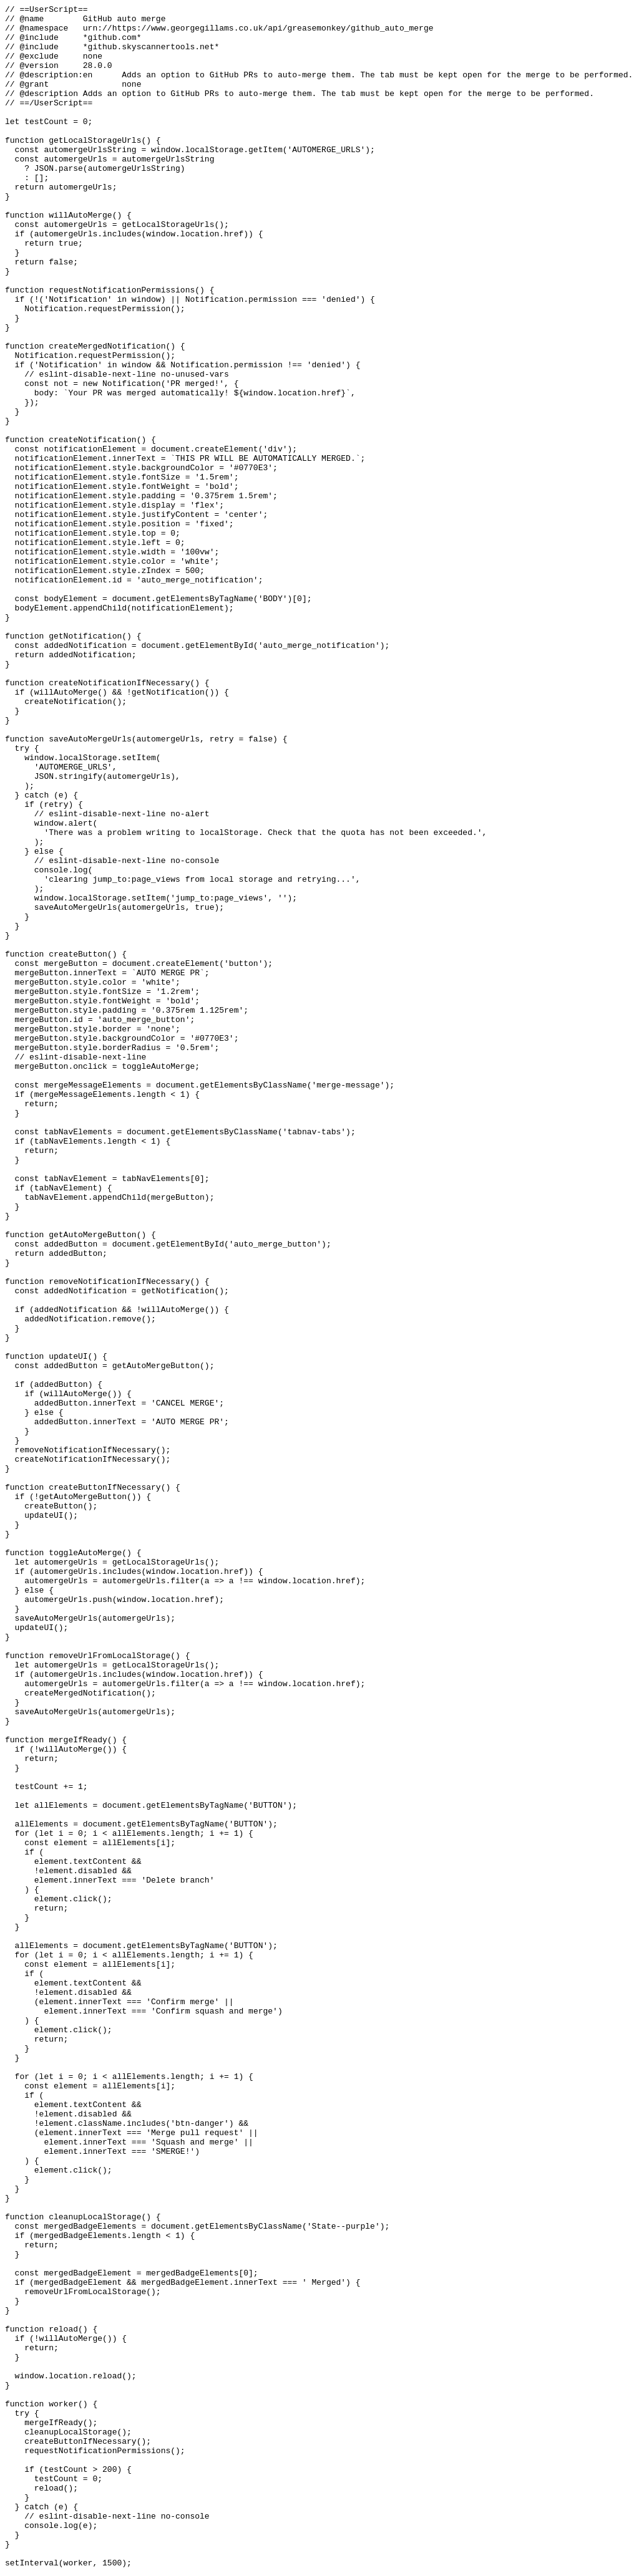 // ==UserScript==
// @name        GitHub auto merge
// @namespace   urn://https://www.georgegillams.co.uk/api/greasemonkey/github_auto_merge
// @include     *github.com*
// @include     *github.skyscannertools.net*
// @exclude     none
// @version     28.0.0
// @description:en      Adds an option to GitHub PRs to auto-merge them. The tab must be kept open for the merge to be performed.
// @grant               none
// @description Adds an option to GitHub PRs to auto-merge them. The tab must be kept open for the merge to be performed.
// ==/UserScript==

let testCount = 0;

function getLocalStorageUrls() {
  const automergeUrlsString = window.localStorage.getItem('AUTOMERGE_URLS');
  const automergeUrls = automergeUrlsString
    ? JSON.parse(automergeUrlsString)
    : [];
  return automergeUrls;
}

function willAutoMerge() {
  const automergeUrls = getLocalStorageUrls();
  if (automergeUrls.includes(window.location.href)) {
    return true;
  }
  return false;
}

function requestNotificationPermissions() {
  if (!('Notification' in window) || Notification.permission === 'denied') {
    Notification.requestPermission();
  }
}

function createMergedNotification() {
  Notification.requestPermission();
  if ('Notification' in window && Notification.permission !== 'denied') {
    // eslint-disable-next-line no-unused-vars
    const not = new Notification('PR merged!', {
      body: `Your PR was merged automatically! ${window.location.href}`,
    });
  }
}

function createNotification() {
  const notificationElement = document.createElement('div');
  notificationElement.innerText = `THIS PR WILL BE AUTOMATICALLY MERGED.`;
  notificationElement.style.backgroundColor = '#0770E3';
  notificationElement.style.fontSize = '1.5rem';
  notificationElement.style.fontWeight = 'bold';
  notificationElement.style.padding = '0.375rem 1.5rem';
  notificationElement.style.display = 'flex';
  notificationElement.style.justifyContent = 'center';
  notificationElement.style.position = 'fixed';
  notificationElement.style.top = 0;
  notificationElement.style.left = 0;
  notificationElement.style.width = '100vw';
  notificationElement.style.color = 'white';
  notificationElement.style.zIndex = 500;
  notificationElement.id = 'auto_merge_notification';

  const bodyElement = document.getElementsByTagName('BODY')[0];
  bodyElement.appendChild(notificationElement);
}

function getNotification() {
  const addedNotification = document.getElementById('auto_merge_notification');
  return addedNotification;
}

function createNotificationIfNecessary() {
  if (willAutoMerge() && !getNotification()) {
    createNotification();
  }
}

function saveAutoMergeUrls(automergeUrls, retry = false) {
  try {
    window.localStorage.setItem(
      'AUTOMERGE_URLS',
      JSON.stringify(automergeUrls),
    );
  } catch (e) {
    if (retry) {
      // eslint-disable-next-line no-alert
      window.alert(
        'There was a problem writing to localStorage. Check that the quota has not been exceeded.',
      );
    } else {
      // eslint-disable-next-line no-console
      console.log(
        'clearing jump_to:page_views from local storage and retrying...',
      );
      window.localStorage.setItem('jump_to:page_views', '');
      saveAutoMergeUrls(automergeUrls, true);
    }
  }
}

function createButton() {
  const mergeButton = document.createElement('button');
  mergeButton.innerText = `AUTO MERGE PR`;
  mergeButton.style.color = 'white';
  mergeButton.style.fontSize = '1.2rem';
  mergeButton.style.fontWeight = 'bold';
  mergeButton.style.padding = '0.375rem 1.125rem';
  mergeButton.id = 'auto_merge_button';
  mergeButton.style.border = 'none';
  mergeButton.style.backgroundColor = '#0770E3';
  mergeButton.style.borderRadius = '0.5rem';
  // eslint-disable-next-line
  mergeButton.onclick = toggleAutoMerge;

  const mergeMessageElements = document.getElementsByClassName('merge-message');
  if (mergeMessageElements.length < 1) {
    return;
  }

  const tabNavElements = document.getElementsByClassName('tabnav-tabs');
  if (tabNavElements.length < 1) {
    return;
  }

  const tabNavElement = tabNavElements[0];
  if (tabNavElement) {
    tabNavElement.appendChild(mergeButton);
  }
}

function getAutoMergeButton() {
  const addedButton = document.getElementById('auto_merge_button');
  return addedButton;
}

function removeNotificationIfNecessary() {
  const addedNotification = getNotification();

  if (addedNotification && !willAutoMerge()) {
    addedNotification.remove();
  }
}

function updateUI() {
  const addedButton = getAutoMergeButton();

  if (addedButton) {
    if (willAutoMerge()) {
      addedButton.innerText = 'CANCEL MERGE';
    } else {
      addedButton.innerText = 'AUTO MERGE PR';
    }
  }
  removeNotificationIfNecessary();
  createNotificationIfNecessary();
}

function createButtonIfNecessary() {
  if (!getAutoMergeButton()) {
    createButton();
    updateUI();
  }
}

function toggleAutoMerge() {
  let automergeUrls = getLocalStorageUrls();
  if (automergeUrls.includes(window.location.href)) {
    automergeUrls = automergeUrls.filter(a => a !== window.location.href);
  } else {
    automergeUrls.push(window.location.href);
  }
  saveAutoMergeUrls(automergeUrls);
  updateUI();
}

function removeUrlFromLocalStorage() {
  let automergeUrls = getLocalStorageUrls();
  if (automergeUrls.includes(window.location.href)) {
    automergeUrls = automergeUrls.filter(a => a !== window.location.href);
    createMergedNotification();
  }
  saveAutoMergeUrls(automergeUrls);
}

function mergeIfReady() {
  if (!willAutoMerge()) {
    return;
  }

  testCount += 1;

  let allElements = document.getElementsByTagName('BUTTON');

  allElements = document.getElementsByTagName('BUTTON');
  for (let i = 0; i < allElements.length; i += 1) {
    const element = allElements[i];
    if (
      element.textContent &&
      !element.disabled &&
      element.innerText === 'Delete branch'
    ) {
      element.click();
      return;
    }
  }

  allElements = document.getElementsByTagName('BUTTON');
  for (let i = 0; i < allElements.length; i += 1) {
    const element = allElements[i];
    if (
      element.textContent &&
      !element.disabled &&
      (element.innerText === 'Confirm merge' ||
        element.innerText === 'Confirm squash and merge')
    ) {
      element.click();
      return;
    }
  }

  for (let i = 0; i < allElements.length; i += 1) {
    const element = allElements[i];
    if (
      element.textContent &&
      !element.disabled &&
      !element.className.includes('btn-danger') &&
      (element.innerText === 'Merge pull request' ||
        element.innerText === 'Squash and merge' ||
        element.innerText === 'SMERGE!')
    ) {
      element.click();
    }
  }
}

function cleanupLocalStorage() {
  const mergedBadgeElements = document.getElementsByClassName('State--purple');
  if (mergedBadgeElements.length < 1) {
    return;
  }

  const mergedBadgeElement = mergedBadgeElements[0];
  if (mergedBadgeElement && mergedBadgeElement.innerText === ' Merged') {
    removeUrlFromLocalStorage();
  }
}

function reload() {
  if (!willAutoMerge()) {
    return;
  }

  window.location.reload();
}

function worker() {
  try {
    mergeIfReady();
    cleanupLocalStorage();
    createButtonIfNecessary();
    requestNotificationPermissions();

    if (testCount > 200) {
      testCount = 0;
      reload();
    }
  } catch (e) {
    // eslint-disable-next-line no-console
    console.log(e);
  }
}

setInterval(worker, 1500);